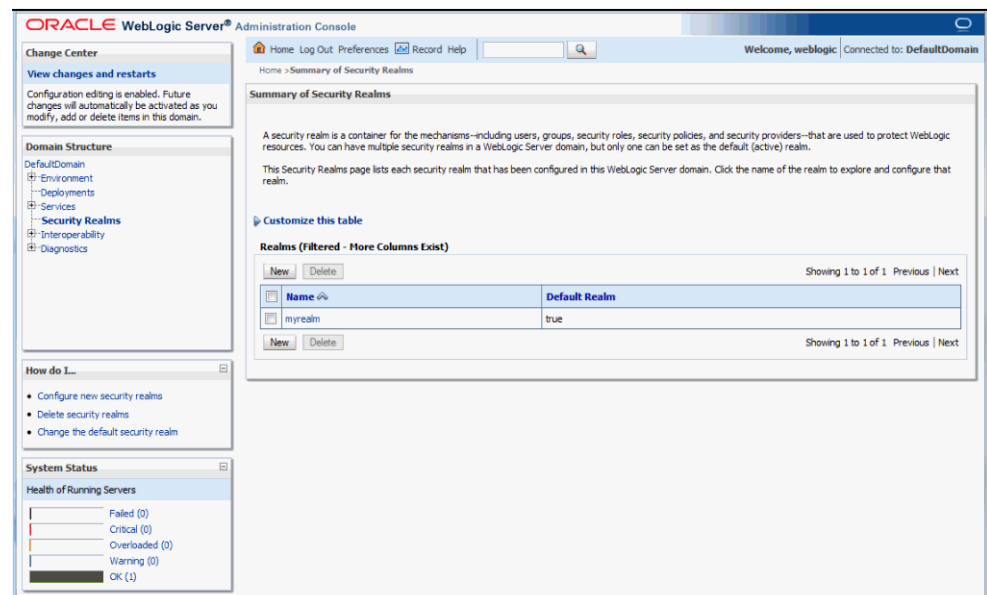 ORACLE WebLogic Server® Administration Console
Change Center
View changes and restarts
Configuration editing is enabled. Future
changes will automatically be activated as you
modify, add or delete items in this domain.
Domain Structure
DefaultDomain
Environment
Deployments
Services
Security Realms
Interoperability
Diagnostics
How do I...
Configure new security realms
Delete security realms
Change the default security realm
System Status
Health of Running Servers
Failed (0)
Critical (0)
Overloaded (0)
Warning (0)
OK (1)
Home Log Out Preferences Record Help
Welcome, weblogic Connected to: DefaultDomain
Home >Summary of Security Realms
Summary of Security Realms
A security realm is a container for the mechanisms--including users, groups, security roles, security policies, and security providers--that are used to protect WebLogic
resources. You can have multiple security realms in a WebLogic Server domain, but only one can be set as the default (active) realm.
This Security Realms page lists each security realm that has been configured in this WebLogic Server domain. Click the name of the realm to explore and configure that
realm.
Customize this table
Realms (Filtered - More Columns Exist)
New Delete Showing 1 to 1 of 1 Previous | Next
Name Default Realm
myrealm true
New Delete Showing 1 to 1 of 1 Previous | Next